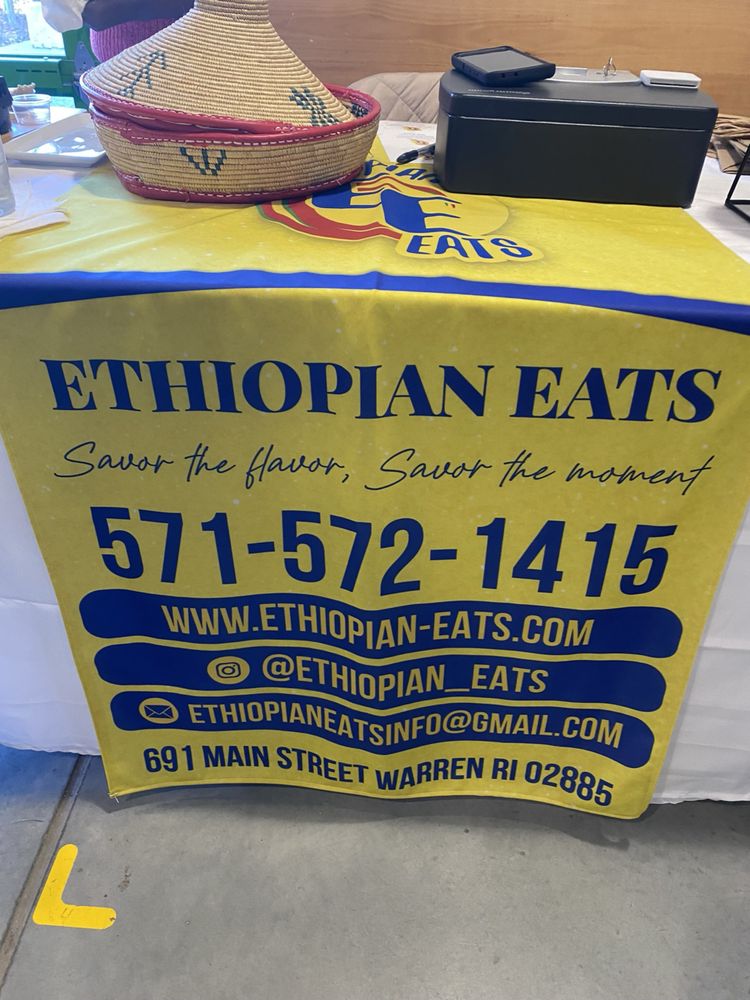 EE
EATS
ETHIOPIAN EATS
Savor the flavor, Savor the moment
571-572-1415
WWW.ETHIOPIAN-EATS.COM
@ETHIOPIAN_EATS
ETHIOPIANEATSINFO@GMAIL.COM
691 MAIN STREET WARREN RI 02885